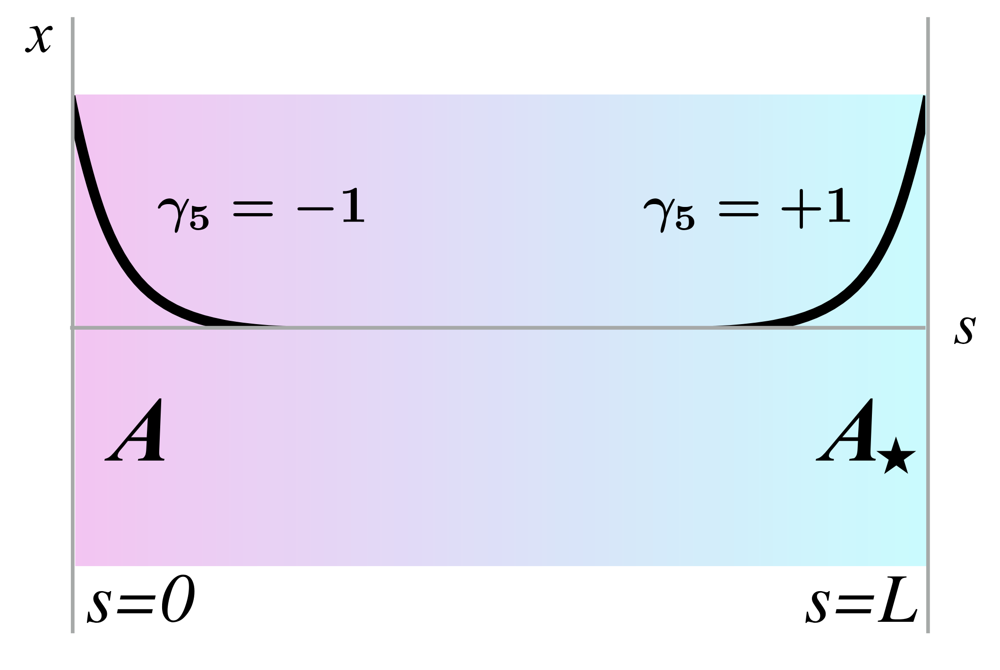 x
γ₅ = −1
γ₅ = +1
s
A
A★
s=0
s=L